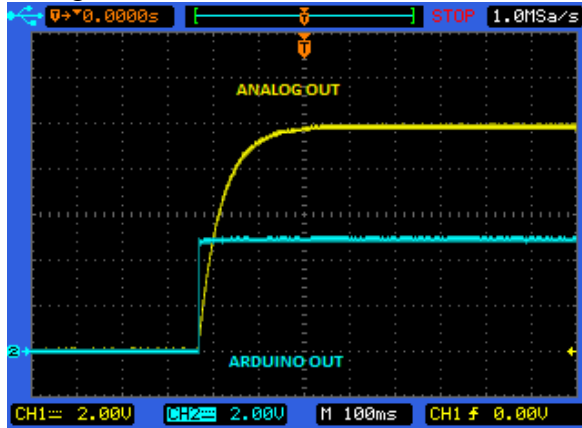 0.0000s STOP 1.0MSa/s
T
ANALOG OUT
2
ARDUINO OUT
CH1 2.00V CH2 2.00V M 100ms CH1 0.00V